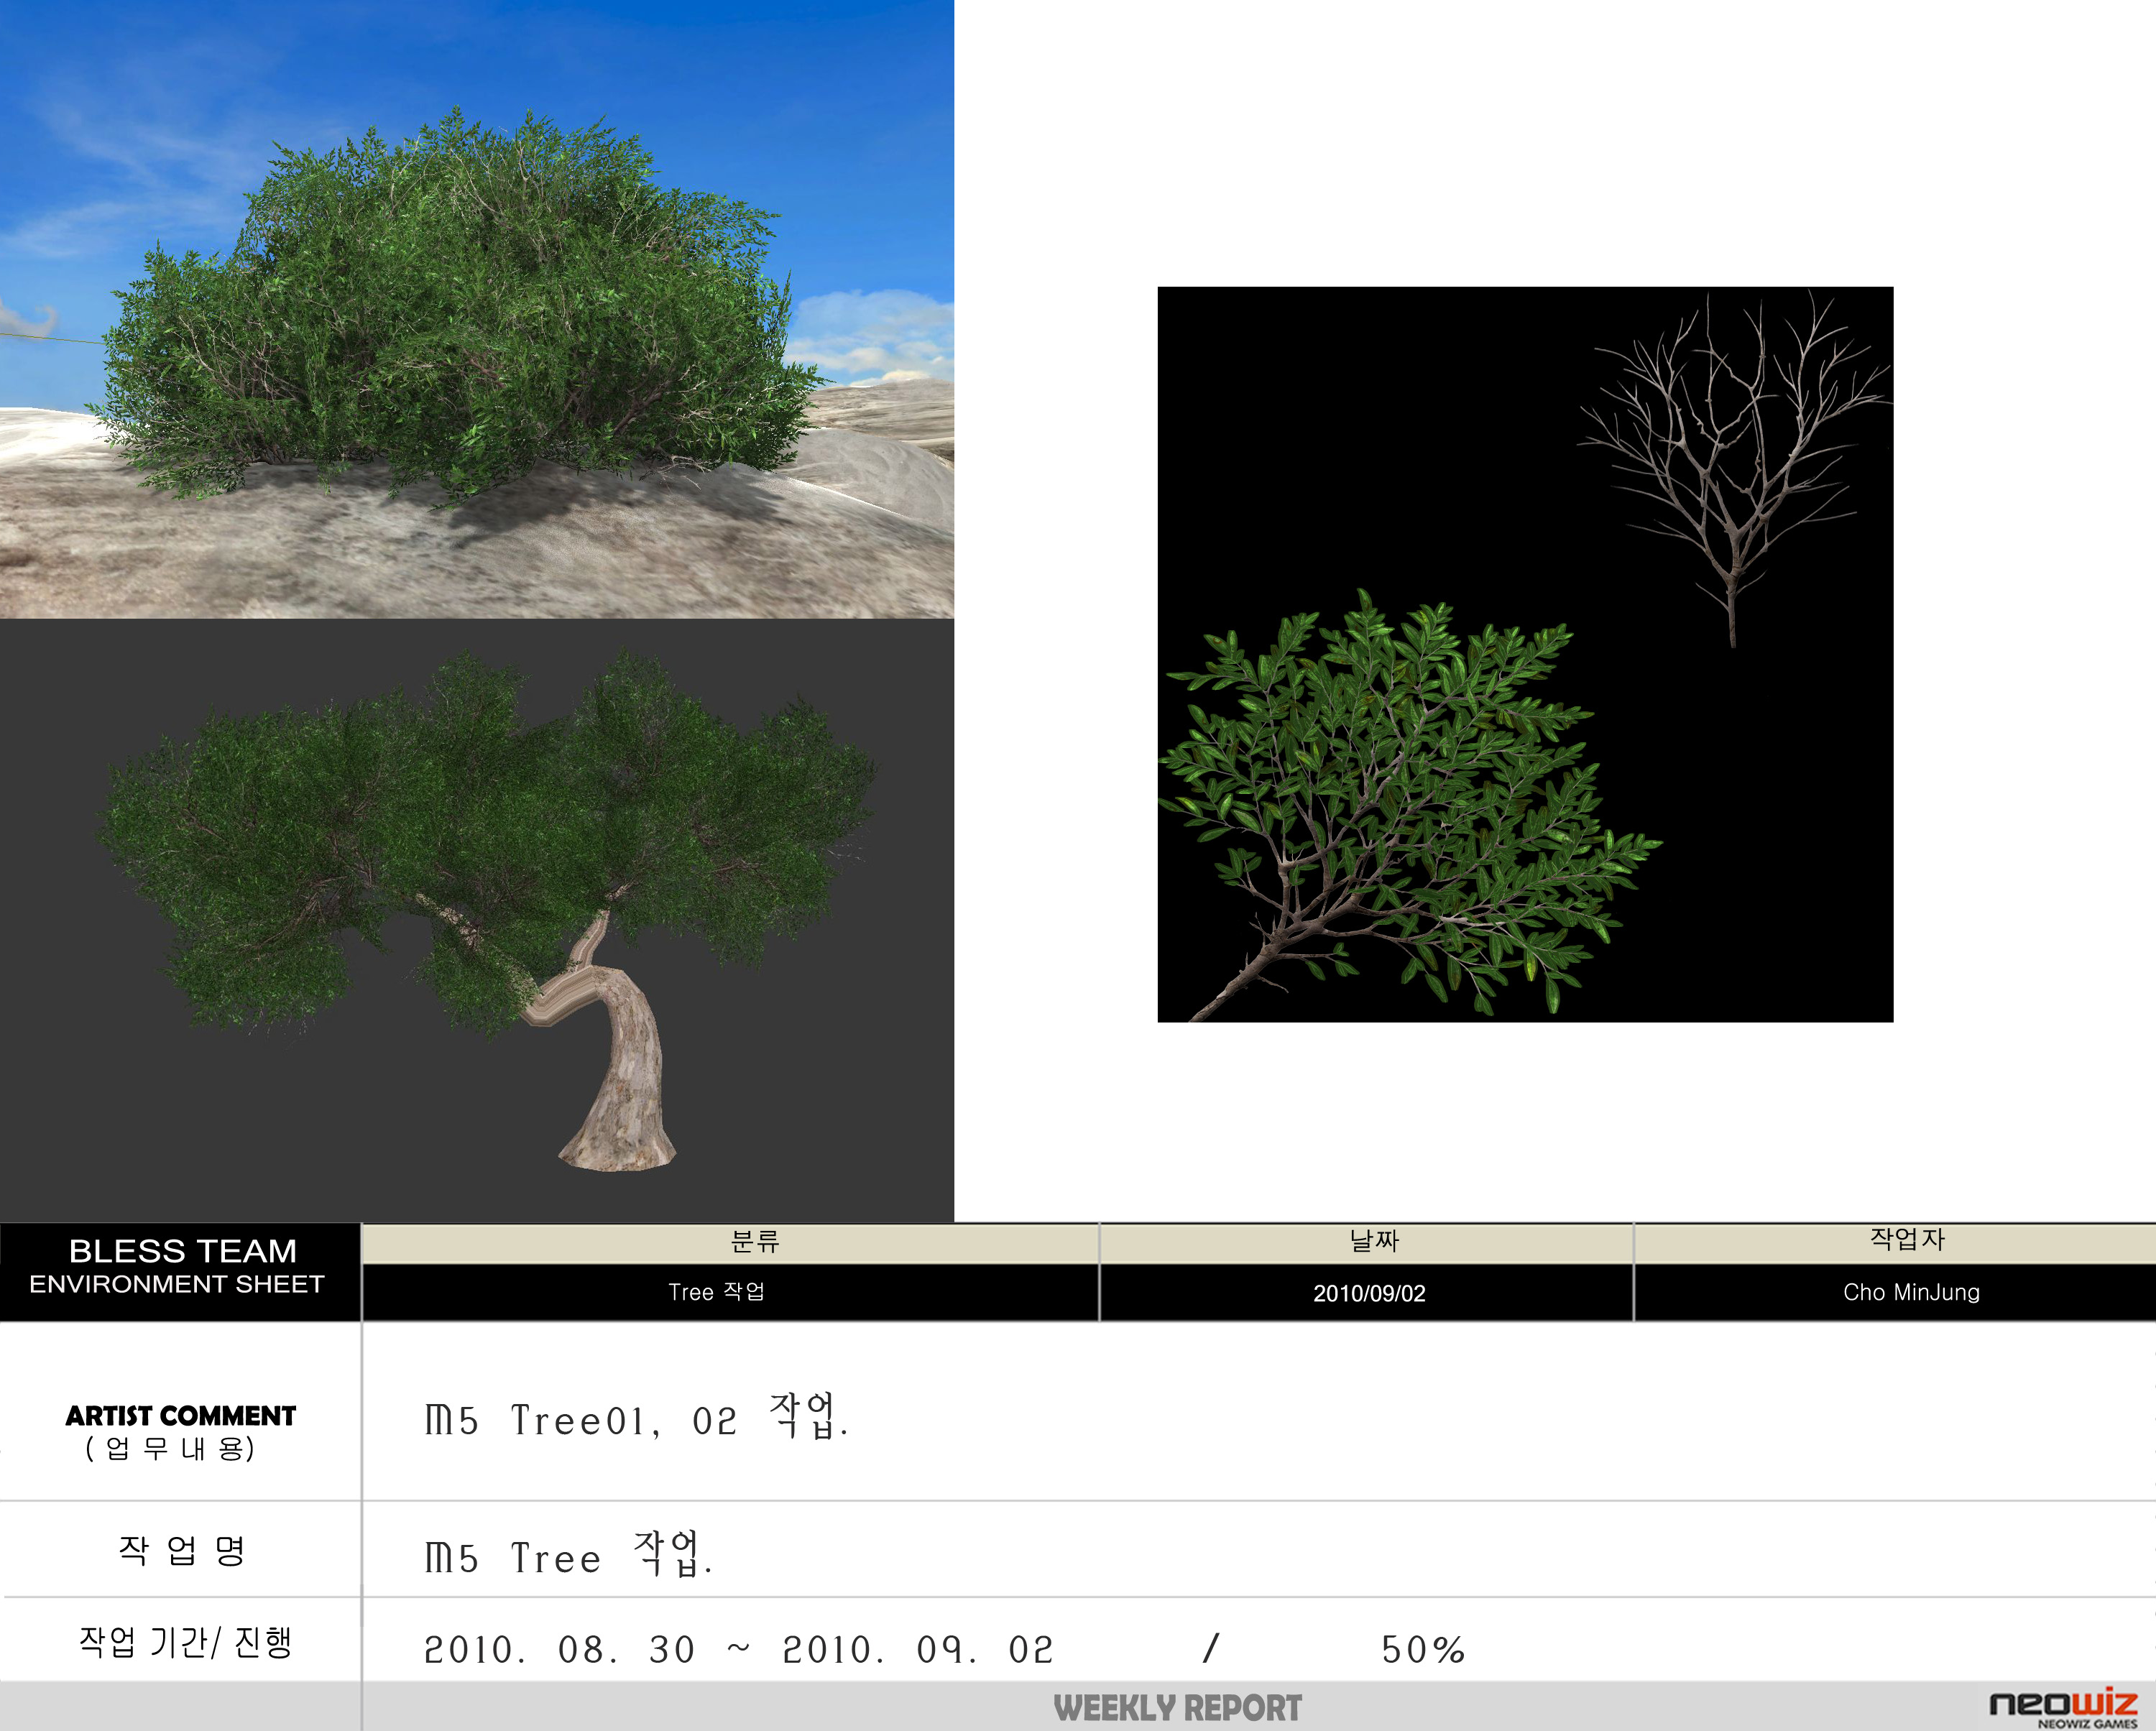 BLESS TEAM
ENVIRONMENT SHEET
분류
날짜
작업자
Tree 작업
2010/09/02
Cho MinJung
ARTIST COMMENT
( 업 무 내 용)
M5 Tree01, 02 작업.
작 업 명
M5 Tree 작업.
작업 기간/ 진행
2010. 08. 30 ~ 2010. 09. 02 / 50%
WEEKLY REPORT
neowiz
NEOWIZ GAMES